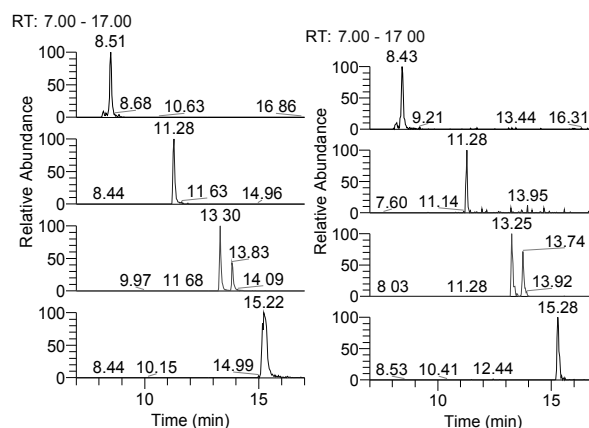 RT: 7.00 - 17.00
8.51
100
50
0
8.68 10.63 16 86
11.28
100
50
0
8.44 11 63 14.96
13 30
100
50
0
13.83
9.97 11 68 14 09
15.22
100
50
0
8.44 10.15 14.99
10 15
Time (min)
Relative Abundance
RT: 7.00 - 17 00
8.43
100
50
0
9.21 13.44 16.31
11.28
100
50
0
7.60 11.14 13.95
13.25
100
50
0
13.74
8 03 11.28 13.92
15.28
100
50
0
8.53 10.41 12.44
10 15
Time (min)
Relative Abundance